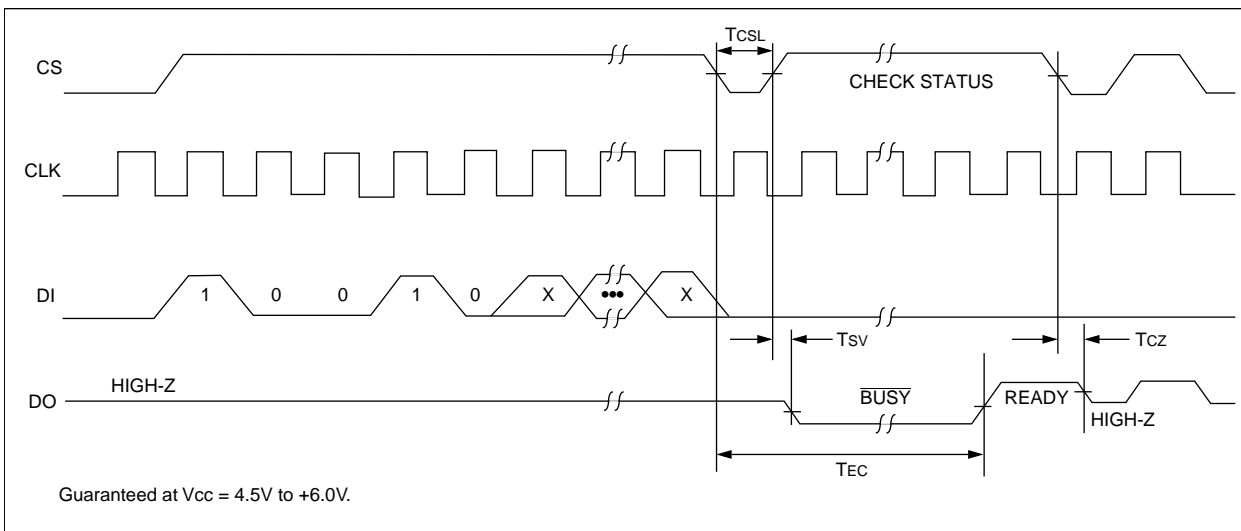 TCSL
CS
CHECK STATUS
CLK
DI
1 0 0 1 0 X ••• X
TSV
TCZ
HIGH-Z
DO
BUSY
READY
HIGH-Z
TEC
Guaranteed at Vcc = 4.5V to +6.0V.